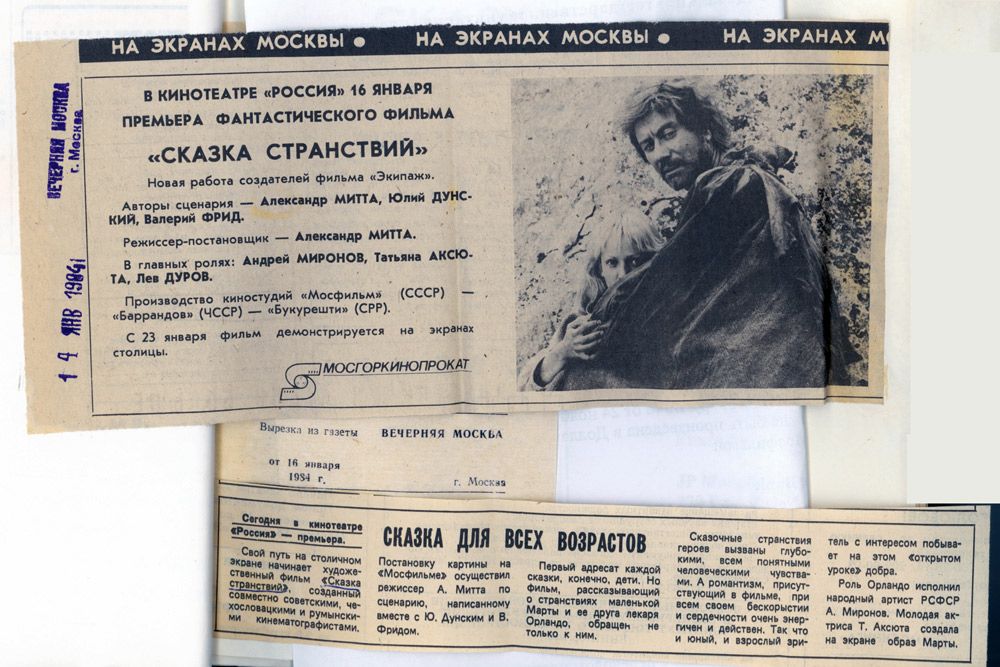 НА ЭКРАНАХ МОСКВЫ ● НА ЭКРАНАХ МОСКВЫ ● НА ЭКРАНАХ
ВЕЧЕРНЯЯ МОСКВА
г. Москва
14 ЯНВ 1984
В КИНОТЕАТРЕ «РОССИЯ» 16 ЯНВАРЯ
ПРЕМЬЕРА ФАНТАСТИЧЕСКОГО ФИЛЬМА
«СКАЗКА СТРАНСТВИЙ»
Новая работа создателей фильма «Экипаж».
Авторы сценария — Александр МИТТА, Юлий ДУНС-
КИЙ, Валерий ФРИД.
Режиссер-постановщик — Александр МИТТА.
В главных ролях: Андрей МИРОНОВ, Татьяна АКСЮ-
ТА, Лев ДУРОВ.
Производство киностудий «Мосфильм» (СССР) —
«Баррандов» (ЧССР) — «Букурешти» (СРР).
С 23 января фильм демонстрируется на экранах
столицы.
МОСГОРКИНОПРОКАТ
Вырезка из газеты ВЕЧЕРНЯЯ МОСКВА
от 16 января
1984 г.
г. Москва
Сегодня в кинотеатре
«Россия» — премьера.
Свой путь на столичном
экране начинает художе-
ственный фильм «Сказка
странствий», созданный
совместно советскими, че-
хословацкими и румынски-
ми кинематографистами.
СКАЗКА ДЛЯ ВСЕХ ВОЗРАСТОВ
Постановку картины на
«Мосфильме» осуществил
режиссер А. Митта по
сценарию, написанному
вместе с Ю. Дунским и В.
Фридом.
Первый адресат каждой
сказки, конечно, дети. Но
фильм, рассказывающий
о странствиях маленькой
Марты и ее друга лекаря
Орландо, обращен не
только к ним.
Сказочные странствия
героев вызваны глубо-
кими, всем понятными
человеческими чувства-
ми. А романтизм, присут-
ствующий в фильме, при
всем своем бескорыстии
и сердечности очень энер-
гичен и действен. Так что
и юный, и взрослый зри-
тель с интересом побыва-
ет на этом «открытом
уроке» добра.
Роль Орландо исполнил
народный артист РСФСР
А. Миронов. Молодая ак-
триса Т. Аксюта создала
на экране образ Марты.